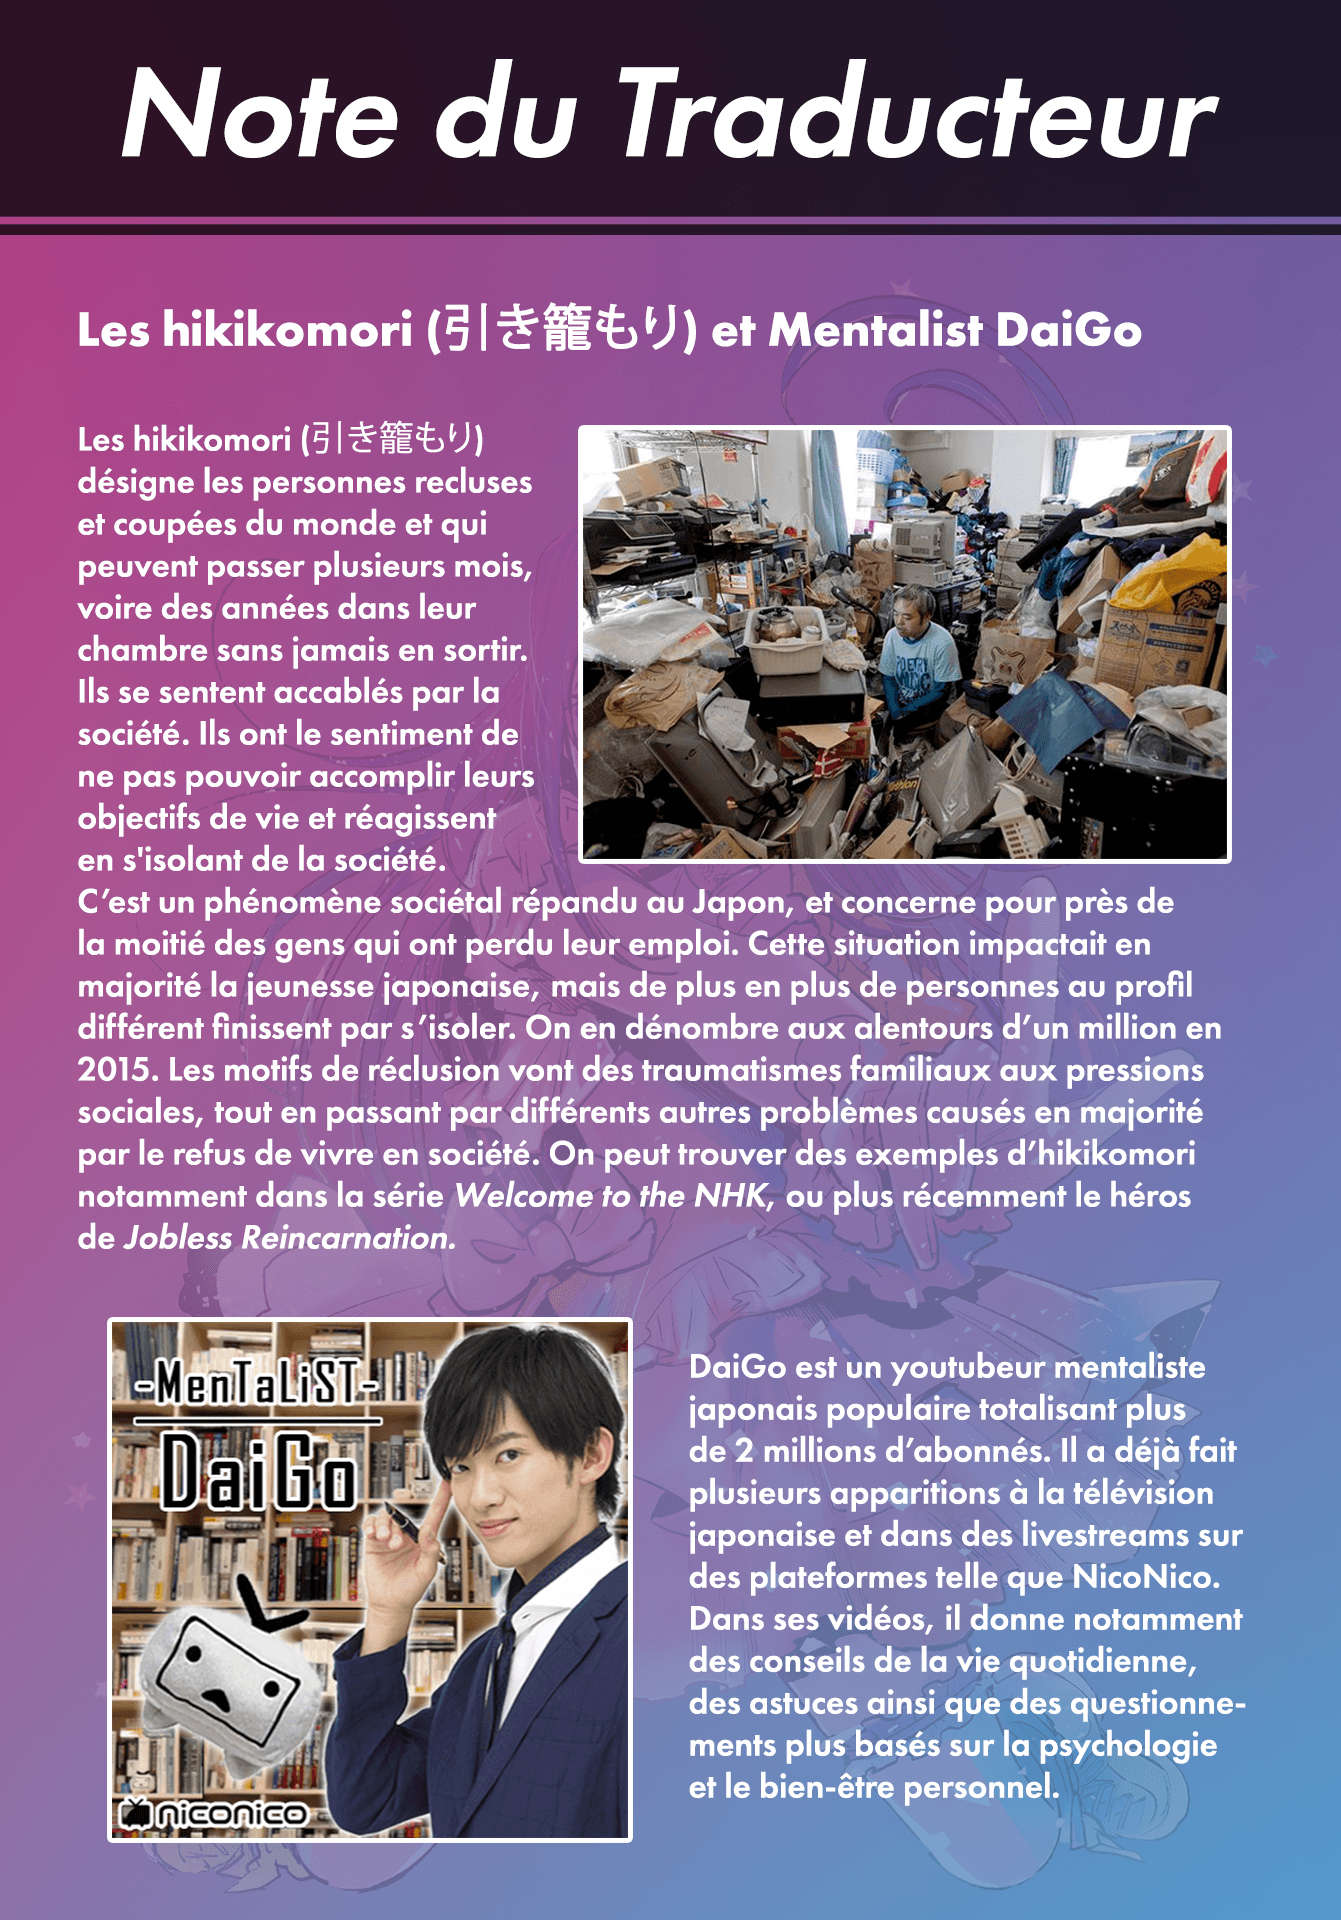 Note du Traducteur
Les hikikomori (引き籠もり) et Mentalist DaiGo
Les hikikomori (引き籠もり)
désigne les personnes recluses
et coupées du monde et qui
peuvent passer plusieurs mois,
voire des années dans leur
chambre sans jamais en sortir.
Ils se sentent accablés par la
société. Ils ont le sentiment de
ne pas pouvoir accomplir leurs
objectifs de vie et réagissent
en s'isolant de la société.
C’est un phénomène sociétal répandu au Japon, et concerne pour près de
la moitié des gens qui ont perdu leur emploi. Cette situation impactait en
majorité la jeunesse japonaise, mais de plus en plus de personnes au profil
différent finissent par s’isoler. On en dénombre aux alentours d’un million en
2015. Les motifs de réclusion vont des traumatismes familiaux aux pressions
sociales, tout en passant par différents autres problèmes causés en majorité
par le refus de vivre en société. On peut trouver des exemples d’hikikomori
notamment dans la série Welcome to the NHK, ou plus récemment le héros
de Jobless Reincarnation.
-MenTaLiST-
DaiGo
niconico
DaiGo est un youtubeur mentaliste
japonais populaire totalisant plus
de 2 millions d’abonnés. Il a déjà fait
plusieurs apparitions à la télévision
japonaise et dans des livestreams sur
des plateformes telle que NicoNico.
Dans ses vidéos, il donne notamment
des conseils de la vie quotidienne,
des astuces ainsi que des questionne-
ments plus basés sur la psychologie
et le bien-être personnel.